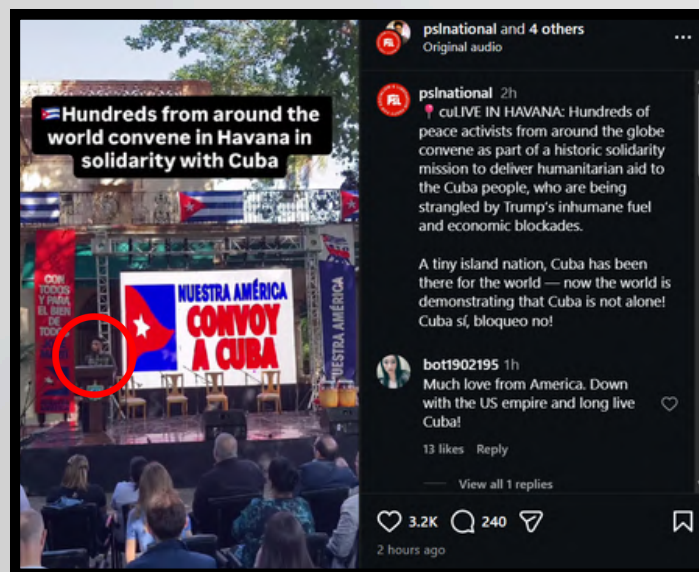 🇨🇺Hundreds from around the
world convene in Havana in
solidarity with Cuba
CON
TODOS
Y PARA
EL BIEN
DE
TODOS
NUESTRA AMÉRICA
CONVOY
A CUBA
UESTRA AMÉRICA
PSL
pslnational and 4 others
Original audio
PSL
pslnational 2h
📍 cuLIVE IN HAVANA: Hundreds of
peace activists from around the globe
convene as part of a historic solidarity
mission to deliver humanitarian aid to
the Cuba people, who are being
strangled by Trump's inhumane fuel
and economic blockades.
A tiny island nation, Cuba has been
there for the world — now the world is
demonstrating that Cuba is not alone!
Cuba sí, bloqueo no!
bot1902195 1h
Much love from America. Down
with the US empire and long live
Cuba!
13 likes Reply
View all 1 replies
3.2K 240
2 hours ago